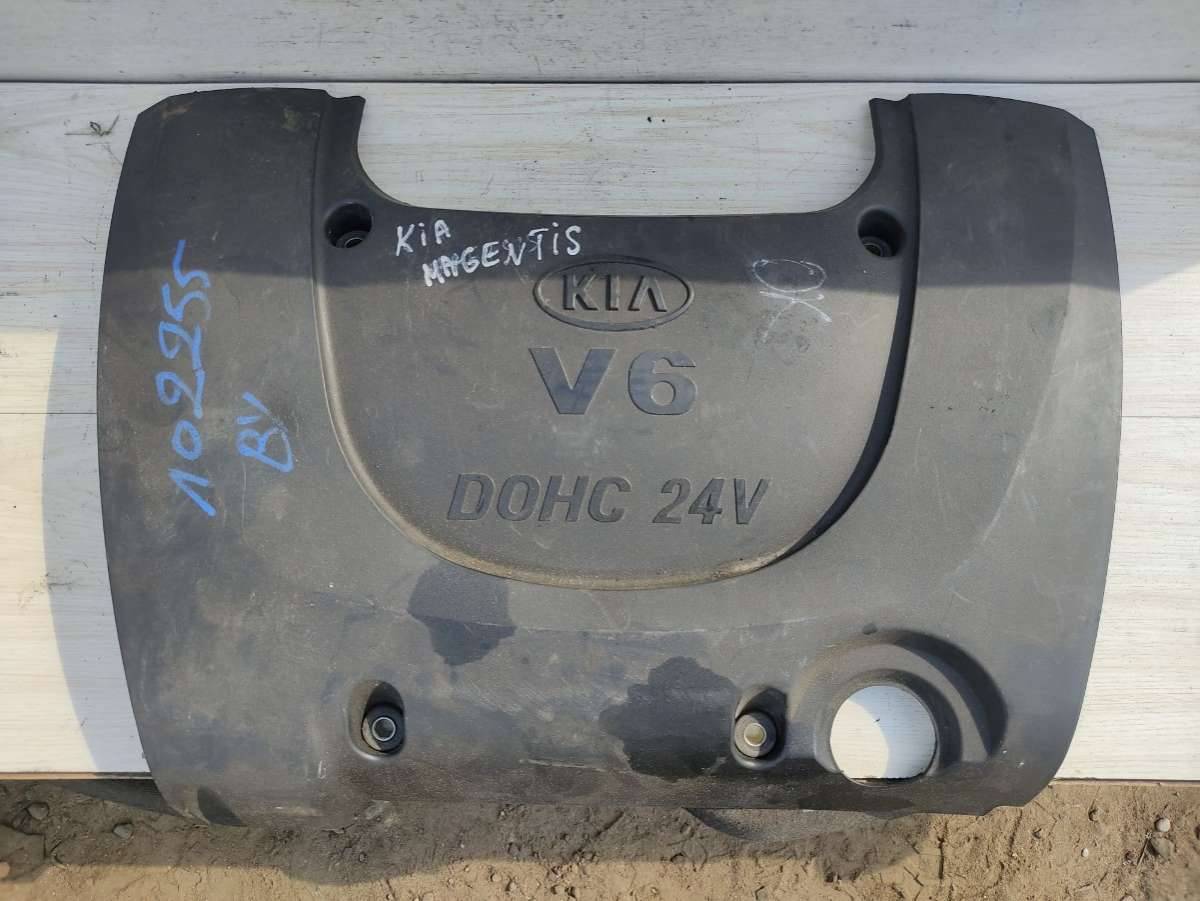 KiA
MAGENTiS
KIA
V6
DOHC 24V
102255
BV